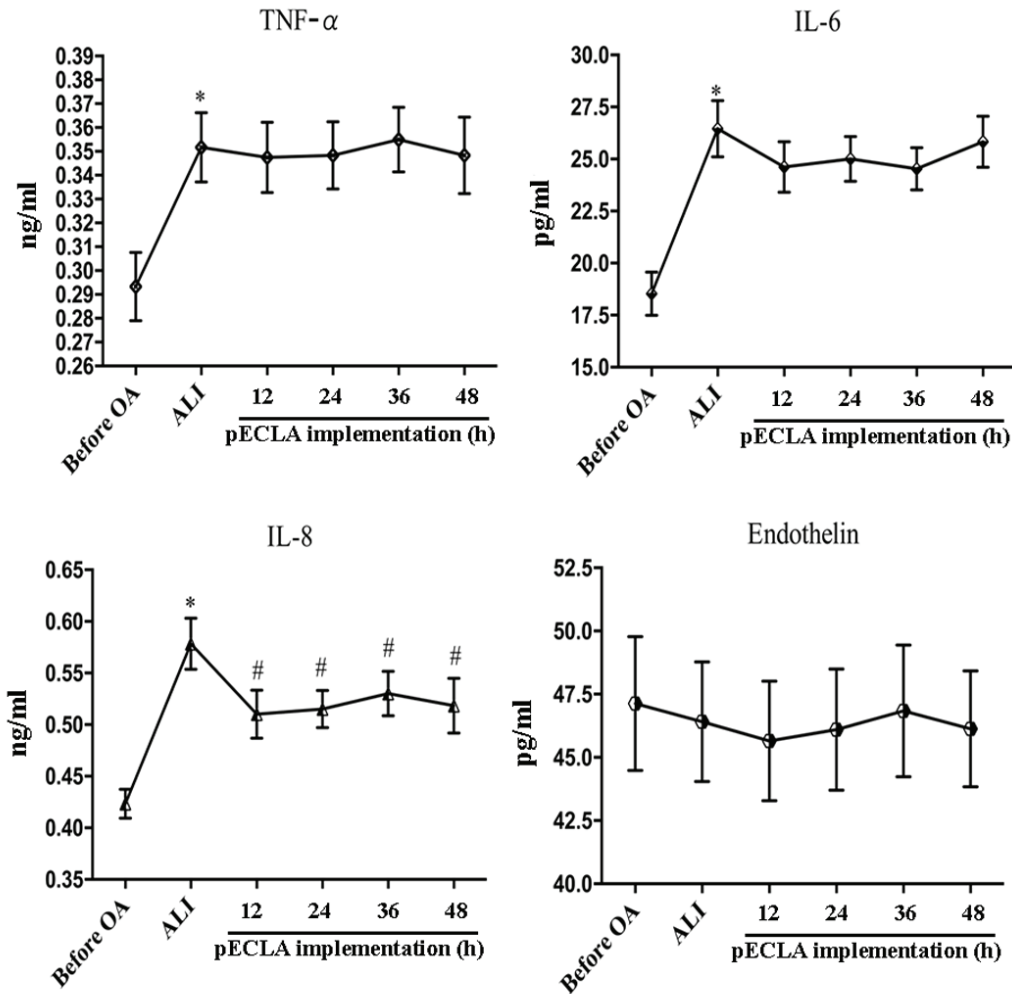 TNF-α
0.39
0.38
0.37
0.36
0.35
0.34
0.33
0.32
0.31
0.30
0.29
0.28
0.27
0.26
ng/ml
*
Before OA
ALI
12 24 36 48
pECLA implementation (h)
IL-6
30.0
27.5
25.0
22.5
20.0
17.5
15.0
pg/ml
*
Before OA
ALI
12 24 36 48
pECLA implementation (h)
IL-8
0.65
0.60
0.55
0.50
0.45
0.40
0.35
ng/ml
*
# # # #
Before OA
ALI
12 24 36 48
pECLA implementation (h)
Endothelin
52.5
50.0
47.5
45.0
42.5
40.0
pg/ml
Before OA
ALI
12 24 36 48
pECLA implementation (h)